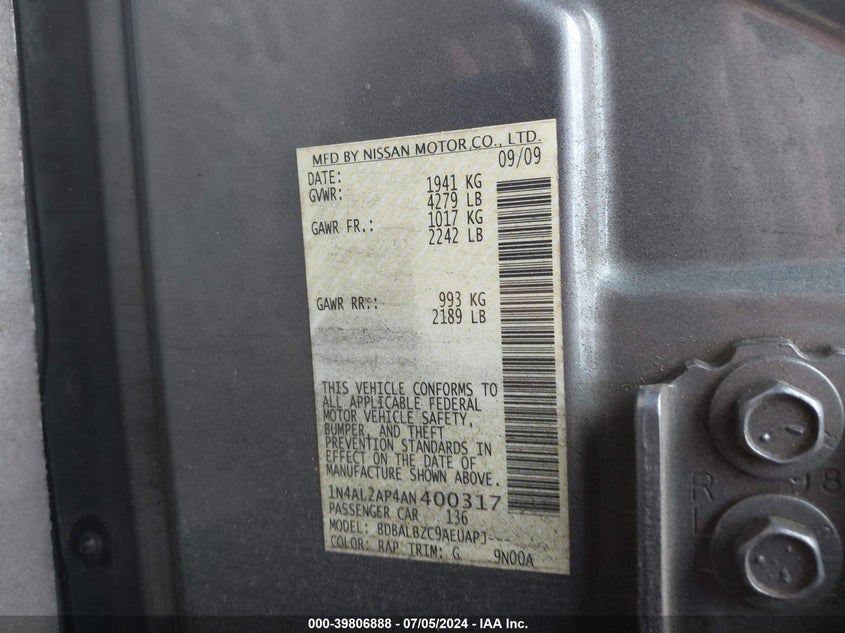 MFD BY NISSAN MOTOR CO., LTD.
DATE: 09/09
GVWR: 1941 KG
4279 LB
GAWR FR.: 1017 KG
2242 LB
GAWR RR.: 993 KG
2189 LB
THIS VEHICLE CONFORMS TO
ALL APPLICABLE FEDERAL
MOTOR VEHICLE SAFETY,
BUMPER, AND THEFT
PREVENTION STANDARDS IN
EFFECT ON THE DATE OF
MANUFACTURE SHOWN ABOVE.
1N4AL2AP4AN400317
PASSENGER CAR 136
MODEL: BDBALBZC9AEUAPJ---
COLOR: RAP TRIM: G 9N00A
R
000-39806888 / 07/05/2024 - IAA Inc.